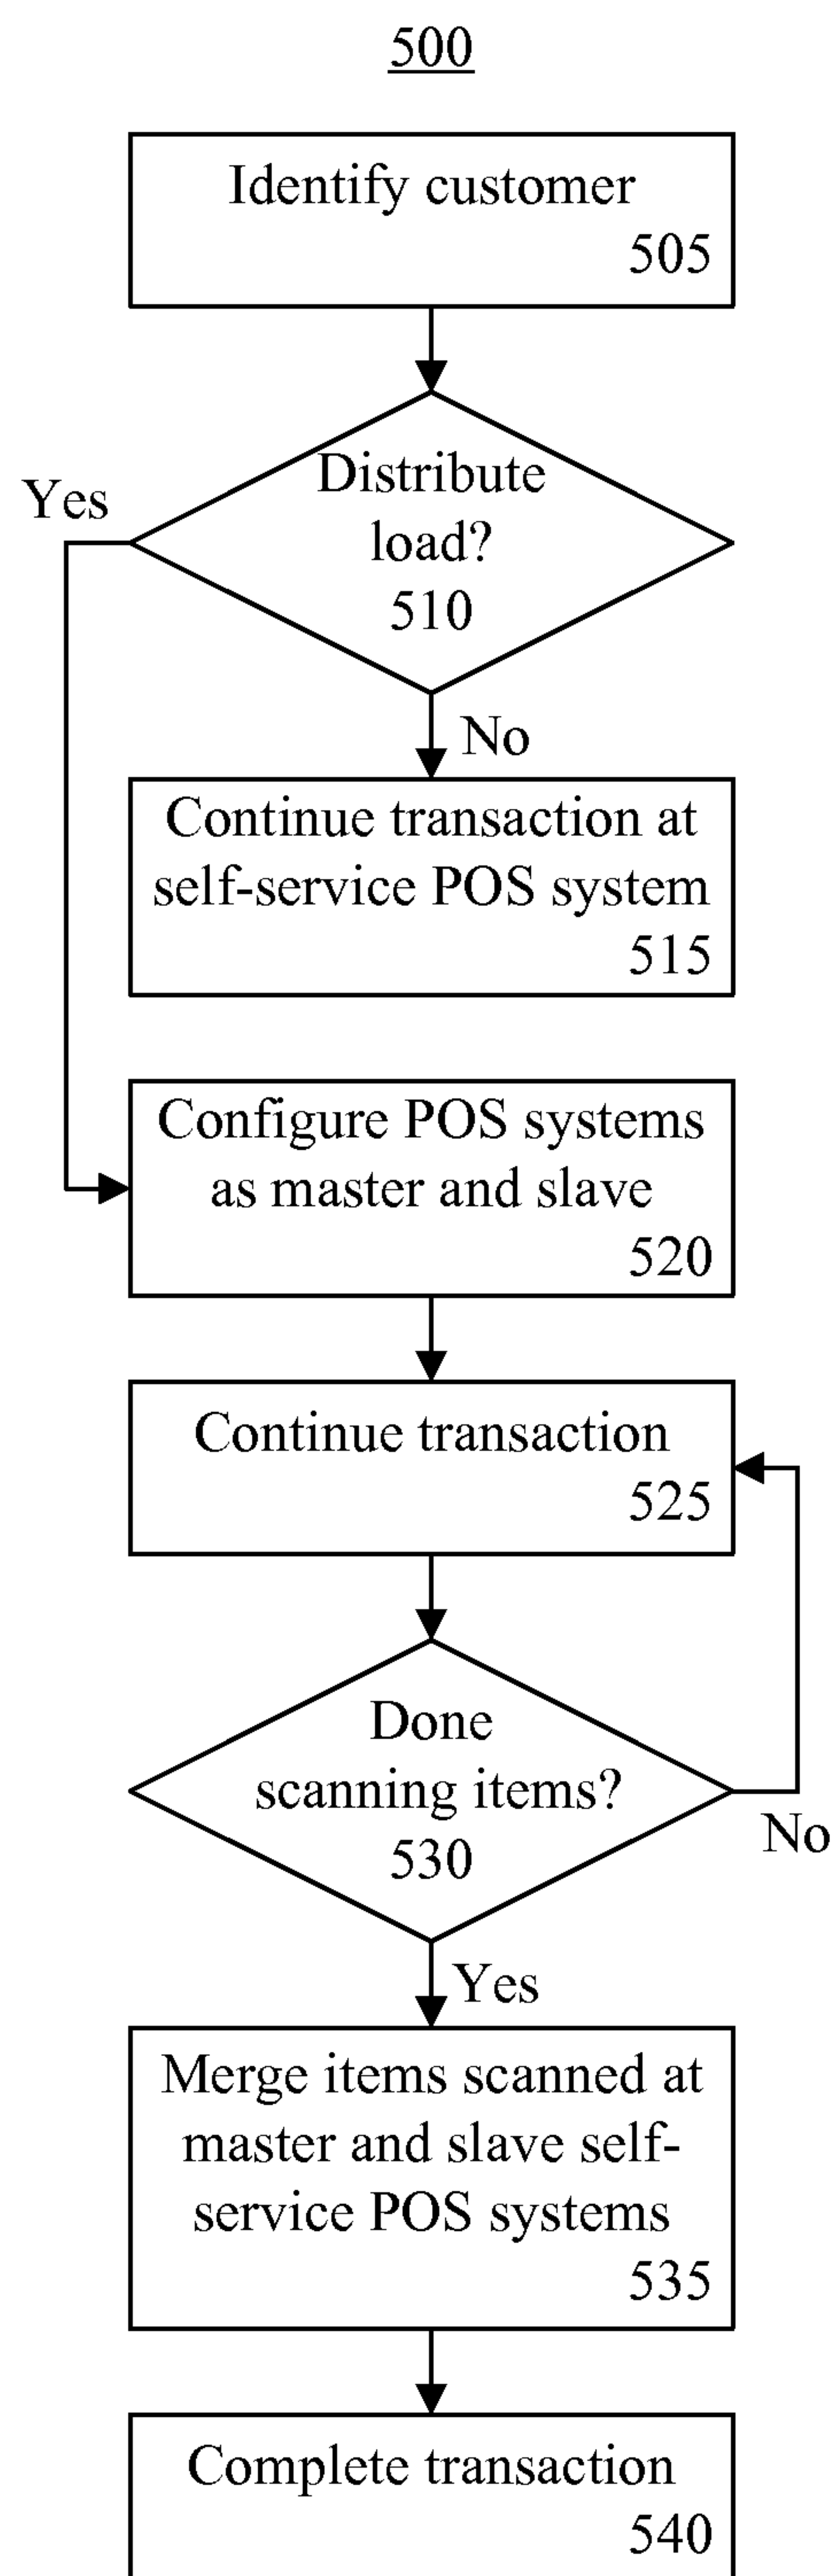 500
Identify customer
505
Distribute
load?
510
Yes
No
Continue transaction at
self-service POS system
515
Configure POS systems
as master and slave
520
Continue transaction
525
Done
scanning items?
530
No
Yes
Merge items scanned at
master and slave self-
service POS systems
535
Complete transaction
540